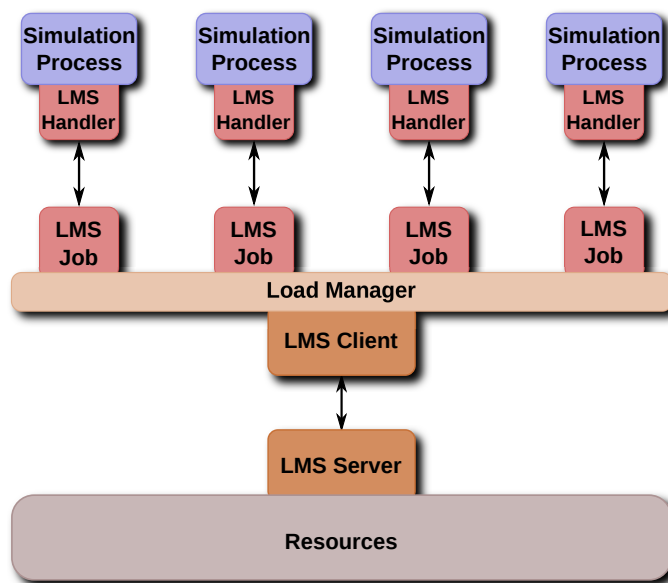 Simulation Simulation Simulation Simulation
Process Process Process Process
LMS LMS LMS LMS
Handler Handler Handler Handler
LMS LMS LMS LMS
Job Job Job Job
Load Manager
LMS Client
LMS Server
Resources